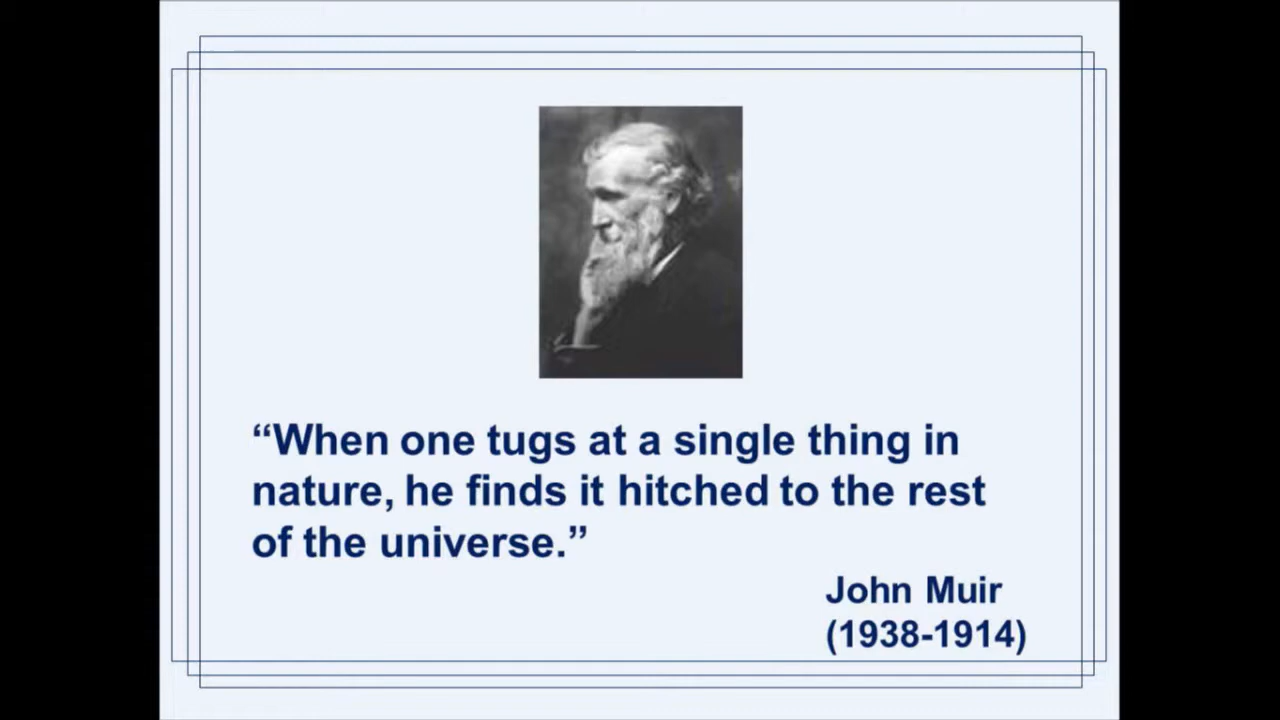 “When one tugs at a single thing in
nature, he finds it hitched to the rest
of the universe.”
John Muir
(1938-1914)